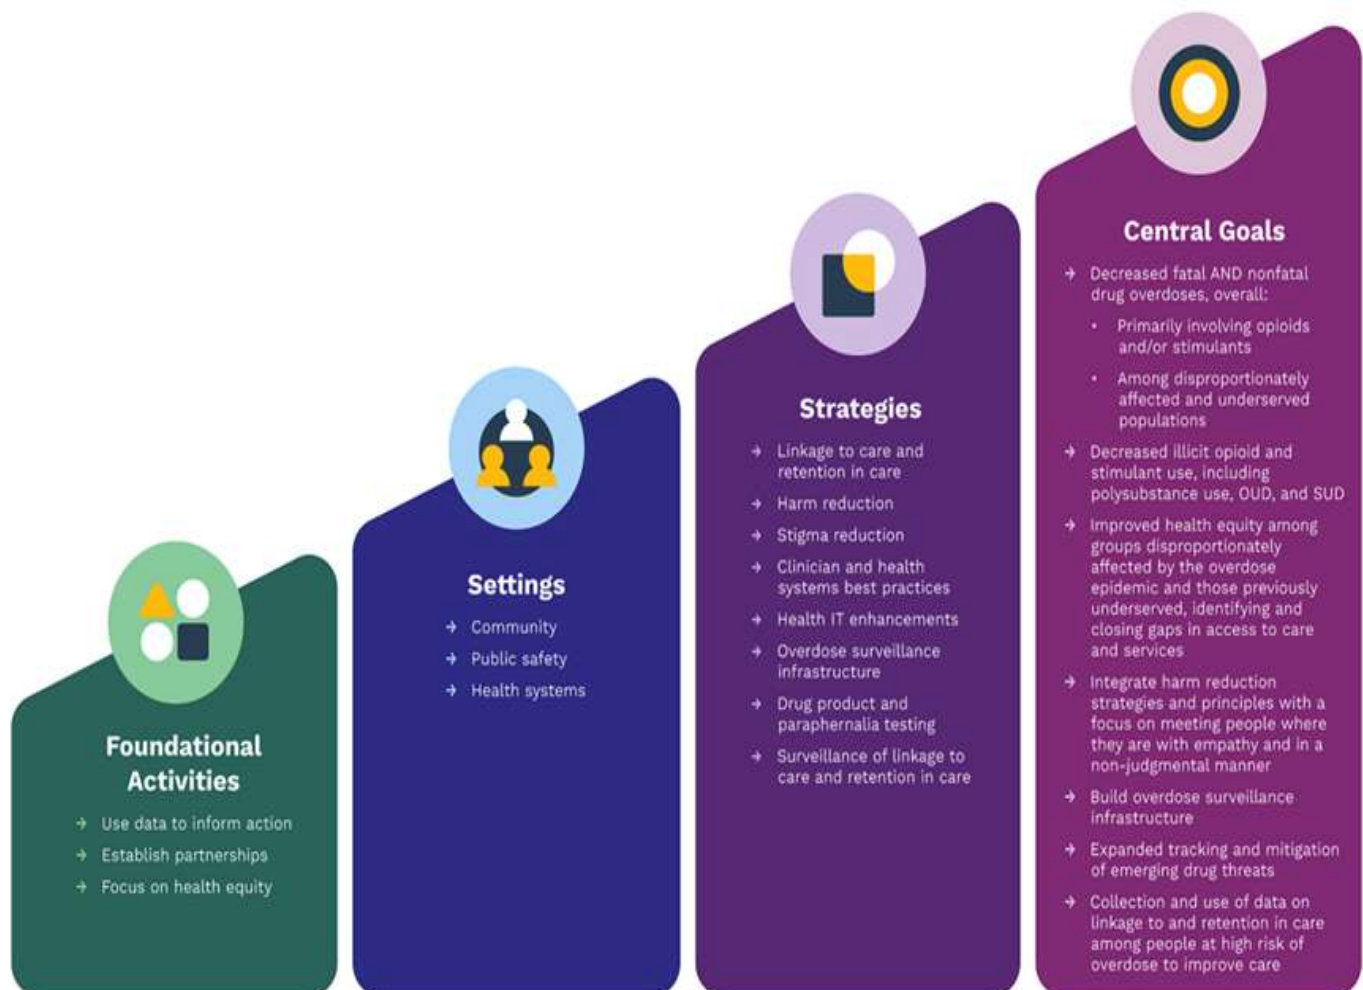 Foundational
Activities
→ Use data to inform action
→ Establish partnerships
→ Focus on health equity
Settings
→ Community
→ Public safety
→ Health systems
Strategies
→ Linkage to care and
retention in care
→ Harm reduction
→ Stigma reduction
→ Clinician and health
systems best practices
→ Health IT enhancements
→ Overdose surveillance
infrastructure
→ Drug product and
paraphernalia testing
→ Surveillance of linkage to
care and retention in care
Central Goals
→ Decreased fatal AND nonfatal
drug overdoses, overall:
• Primarily involving opioids
and/or stimulants
• Among disproportionately
affected and underserved
populations
→ Decreased illicit opioid and
stimulant use, including
polysubstance use, OUD, and SUD
→ Improved health equity among
groups disproportionately
affected by the overdose
epidemic and those previously
underserved, identifying and
closing gaps in access to care
and services
→ Integrate harm reduction
strategies and principles with a
focus on meeting people where
they are with empathy and in a
non-judgmental manner
→ Build overdose surveillance
infrastructure
→ Expanded tracking and mitigation
of emerging drug threats
→ Collection and use of data on
linkage to and retention in care
among people at high risk of
overdose to improve care